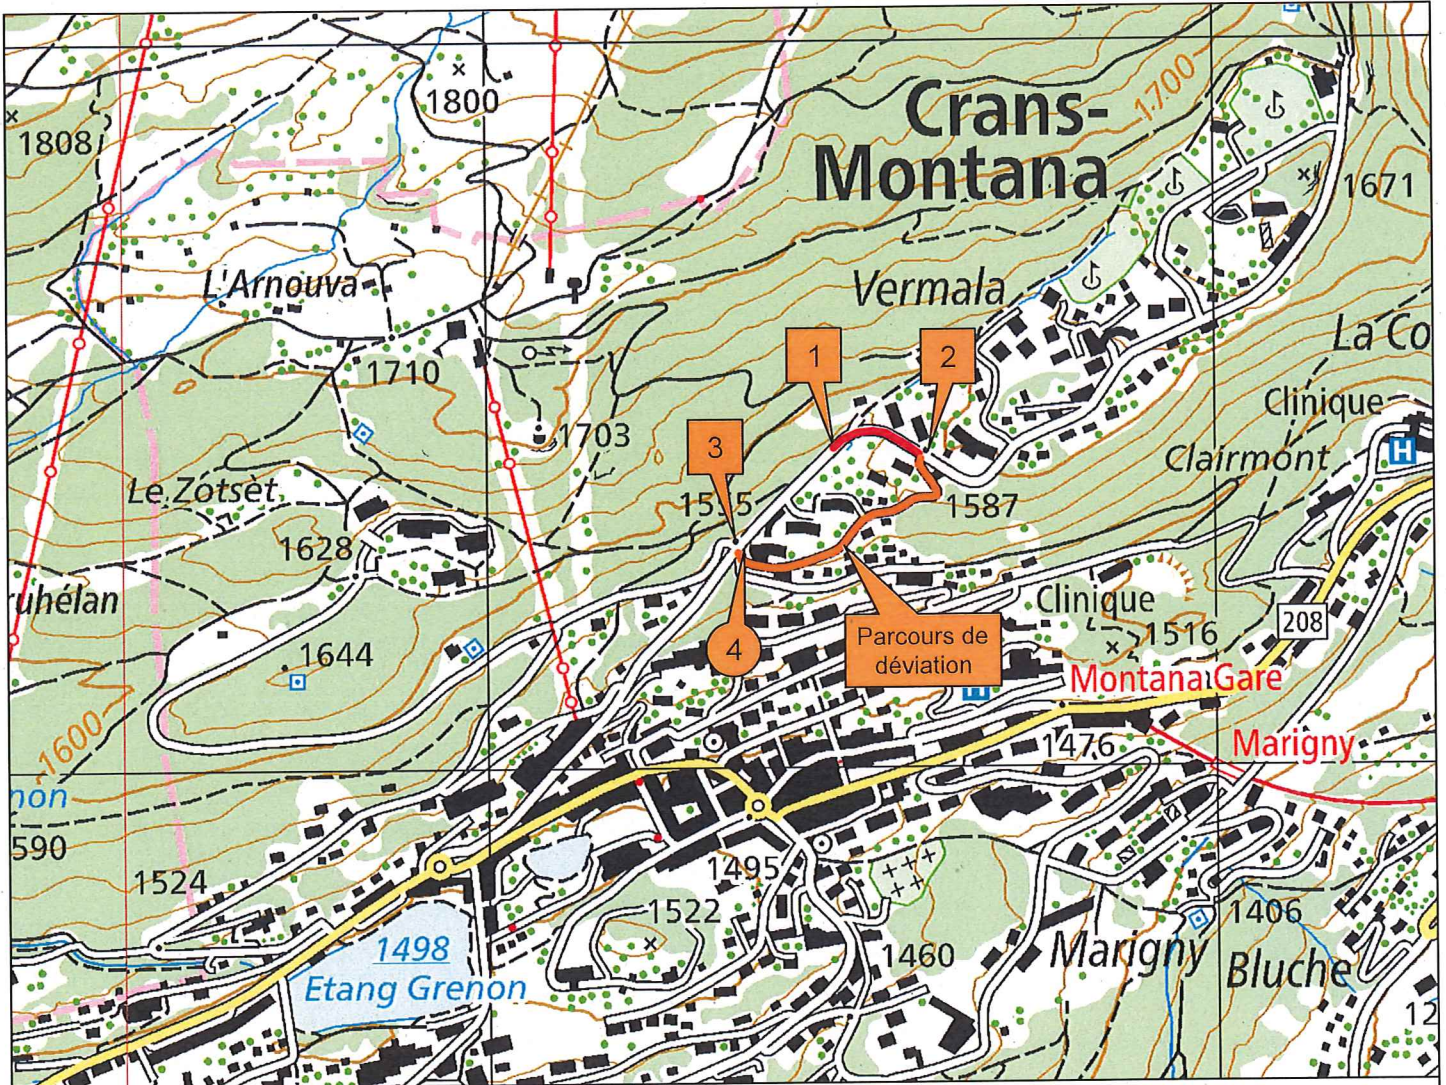 1800
1808
Crans-
Montana
1700
1671
L'Arnouva
Vermala
La Co
1710
1
2
Clinique
H
1703
3
Clairmont
Le Zotsèt
1555
1587
1628
ruhélan
Clinique
208
1516
1644
4
Parcours de
déviation
Montana Gare
1600
1476
Marigny
non
590
1495
1524
1522
1406
1498
Etang Grenon
1460
Marigny
Bluche
12